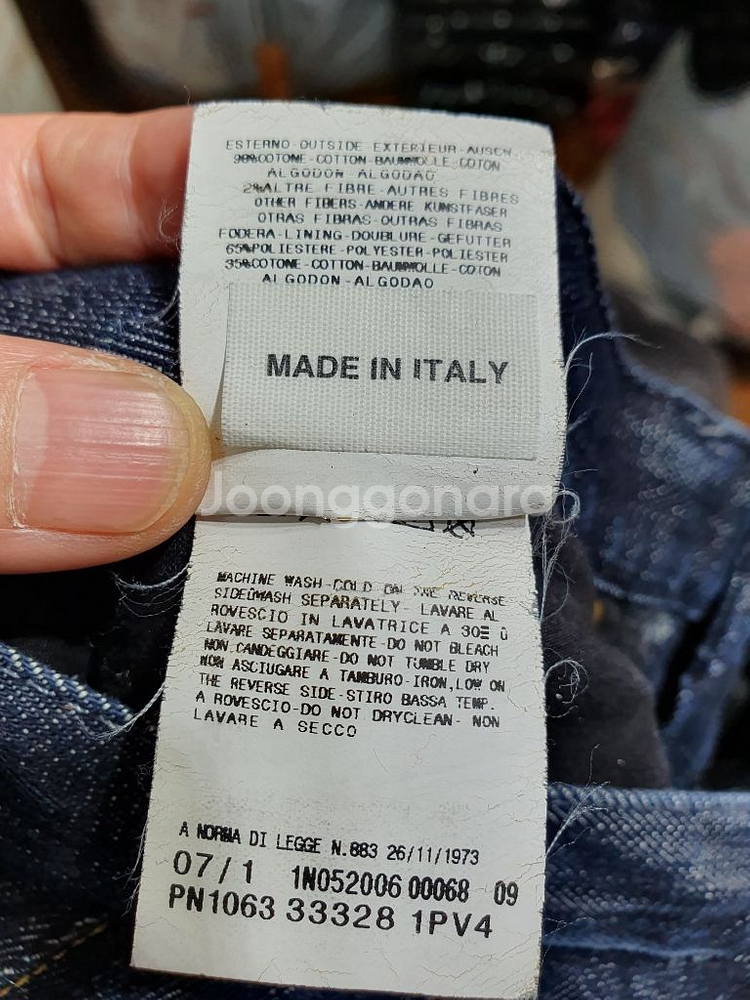 ESTERNO-OUTSIDE EXTERIEUR-AUSEN
98%COTONE-COTTON-BAUMWOLLE-COTON
ALGODON-ALGODAO
2%ALTRE FIBRE-AUTRES FIBRES
OTHER FIBERS-ANDERE KUNSTFASER
OTRAS FIBRAS-OUTRAS FIBRAS
FODERA-LINING-DOUBLURE-GEFUTTER
65%POLIESTERE-POLYESTER-POLIESTER
35%COTONE-COTTON-BAUMWOLLE-COTON
ALGODON-ALGODAO
MADE IN ITALY
Joonggonara
MACHINE WASH-COLD ON THE REVERSE
SIDEÛWASH SEPARATELY- LAVARE AL
ROVESCIO IN LAVATRICE A 30Ξ Û
LAVARE SEPARATAMENTE-DO NOT BLEACH
NON CANDEGGIARE-DO NOT TUMBLE DRY
NON ASCIUGARE A TAMBURO-IRON,LOW ON
THE REVERSE SIDE-STIRO BASSA TEMP.
A ROVESCIO-DO NOT DRYCLEAN- NON
LAVARE A SECCO
A NORMA DI LEGGE N.883 26/11/1973
07/1 1N052006 00068 09
PN1063 33328 1PV4